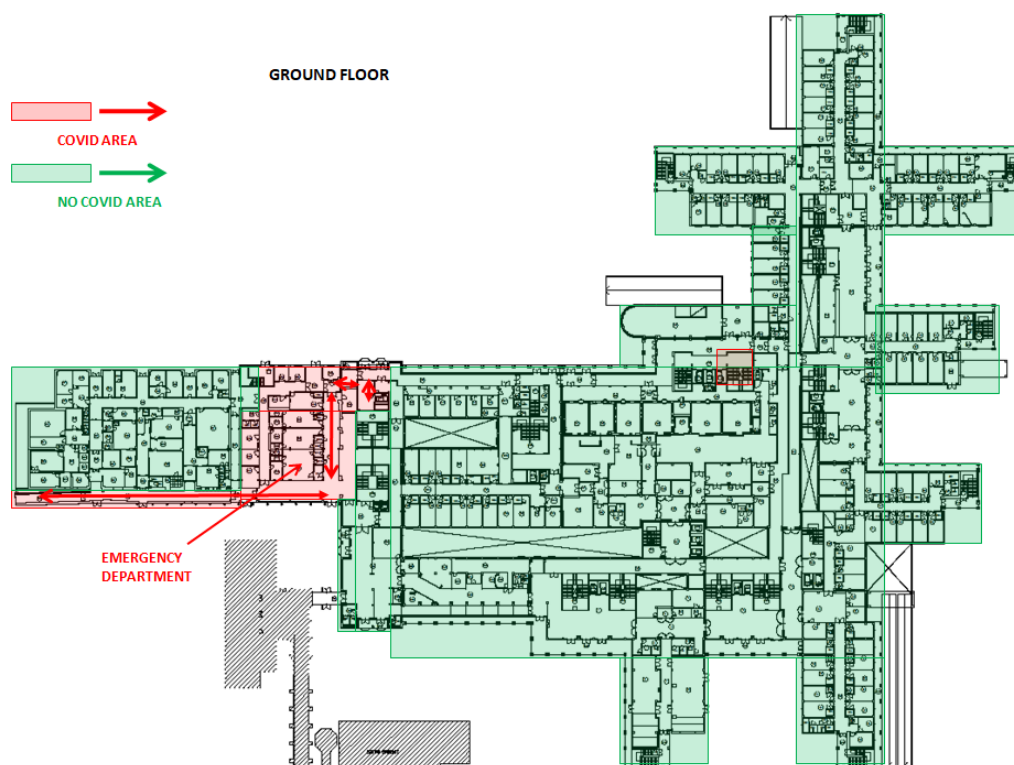 GROUND FLOOR
COVID AREA
NO COVID AREA
EMERGENCY
DEPARTMENT